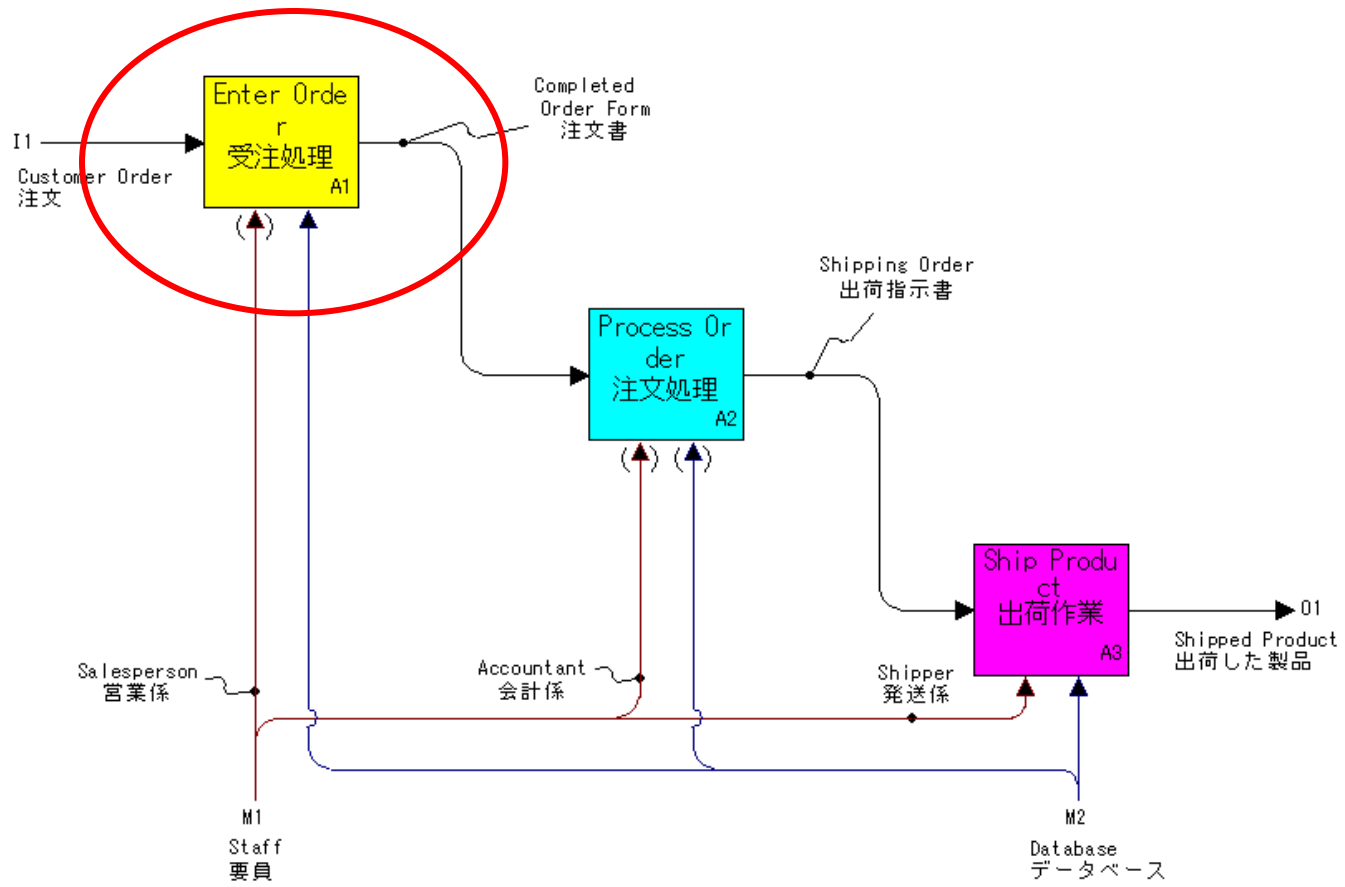 Enter Orde
r
受注処理
A1
Completed
Order Form
注文書
I1
Customer Order
注文
( )
Shipping Order
出荷指示書
Process Or
der
注文処理
A2
( ) ( )
Ship Produ
ct
出荷作業
A3
O1
Shipped Product
出荷した製品
Salesperson
営業係
Accountant
会計係
Shipper
発送係
M1
Staff
要員
M2
Database
データベース